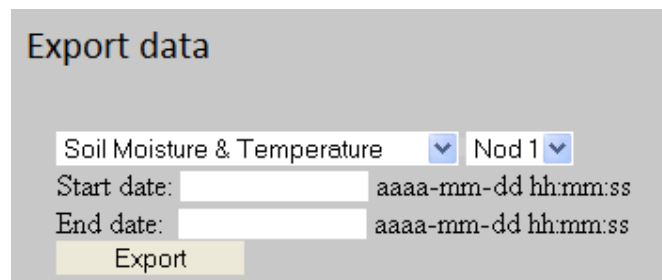 Export data
Soil Moisture & Temperature Nod 1
Start date: aaaa-mm-dd hh:mm:ss
End date: aaaa-mm-dd hh:mm:ss
Export